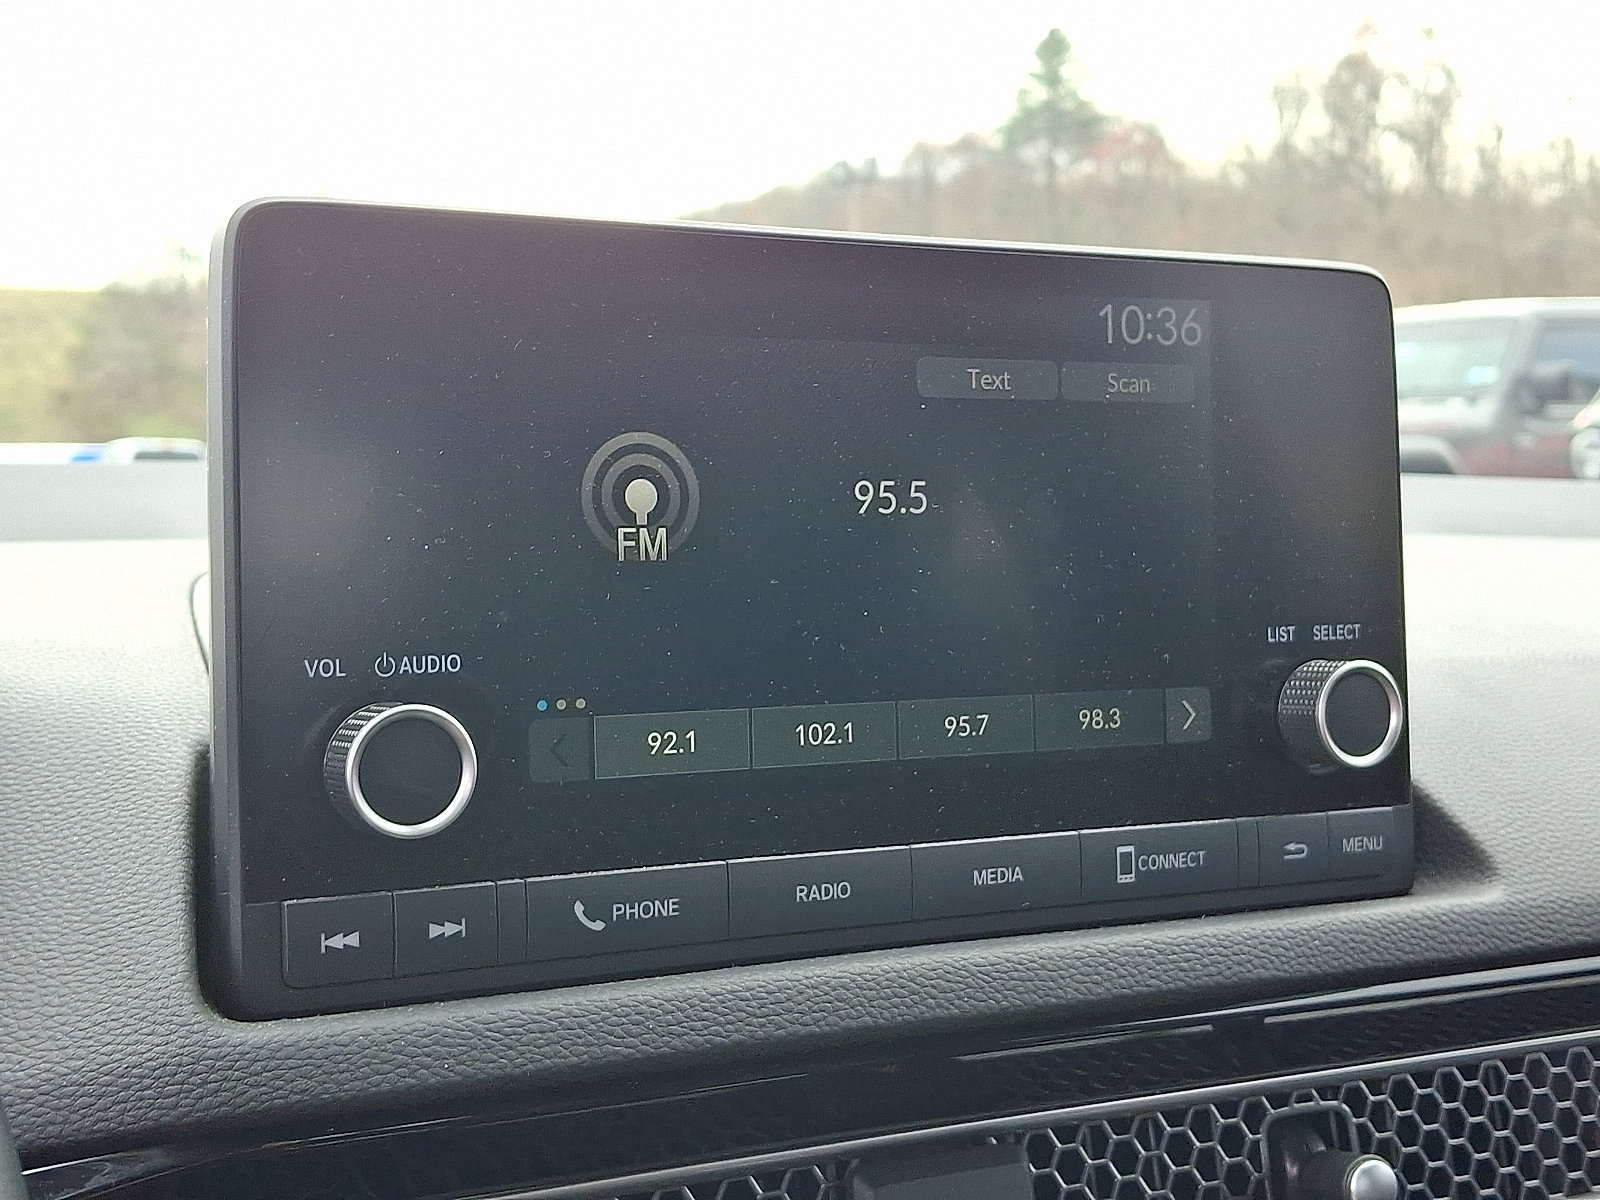 10:36
Text Scan
FM 95.5
LIST SELECT
VOL AUDIO
92.1 102.1 95.7 98.3
PHONE RADIO MEDIA CONNECT MENU